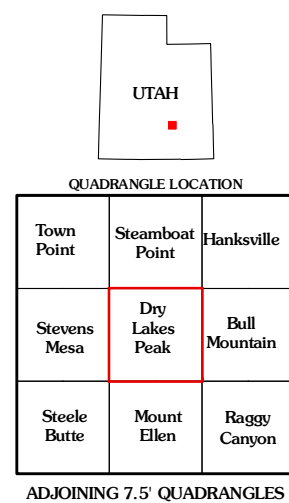 UTAH
QUADRANGLE LOCATION
Town
Point
Steamboat
Point
Hanksville
Stevens
Mesa
Dry
Lakes
Peak
Bull
Mountain
Steele
Butte
Mount
Ellen
Raggy
Canyon
ADJOINING 7.5' QUADRANGLES